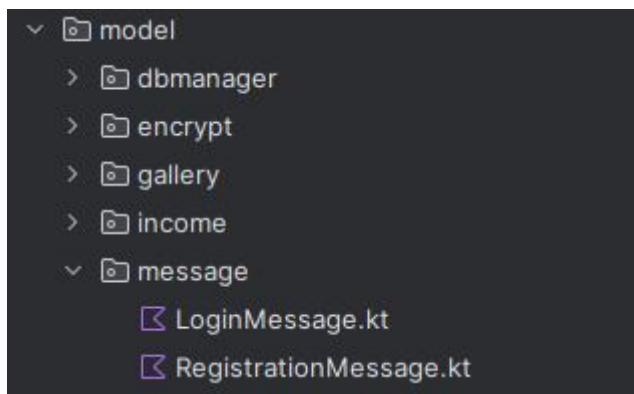 model
dbmanager
encrypt
gallery
income
message
LoginMessage.kt
RegistrationMessage.kt